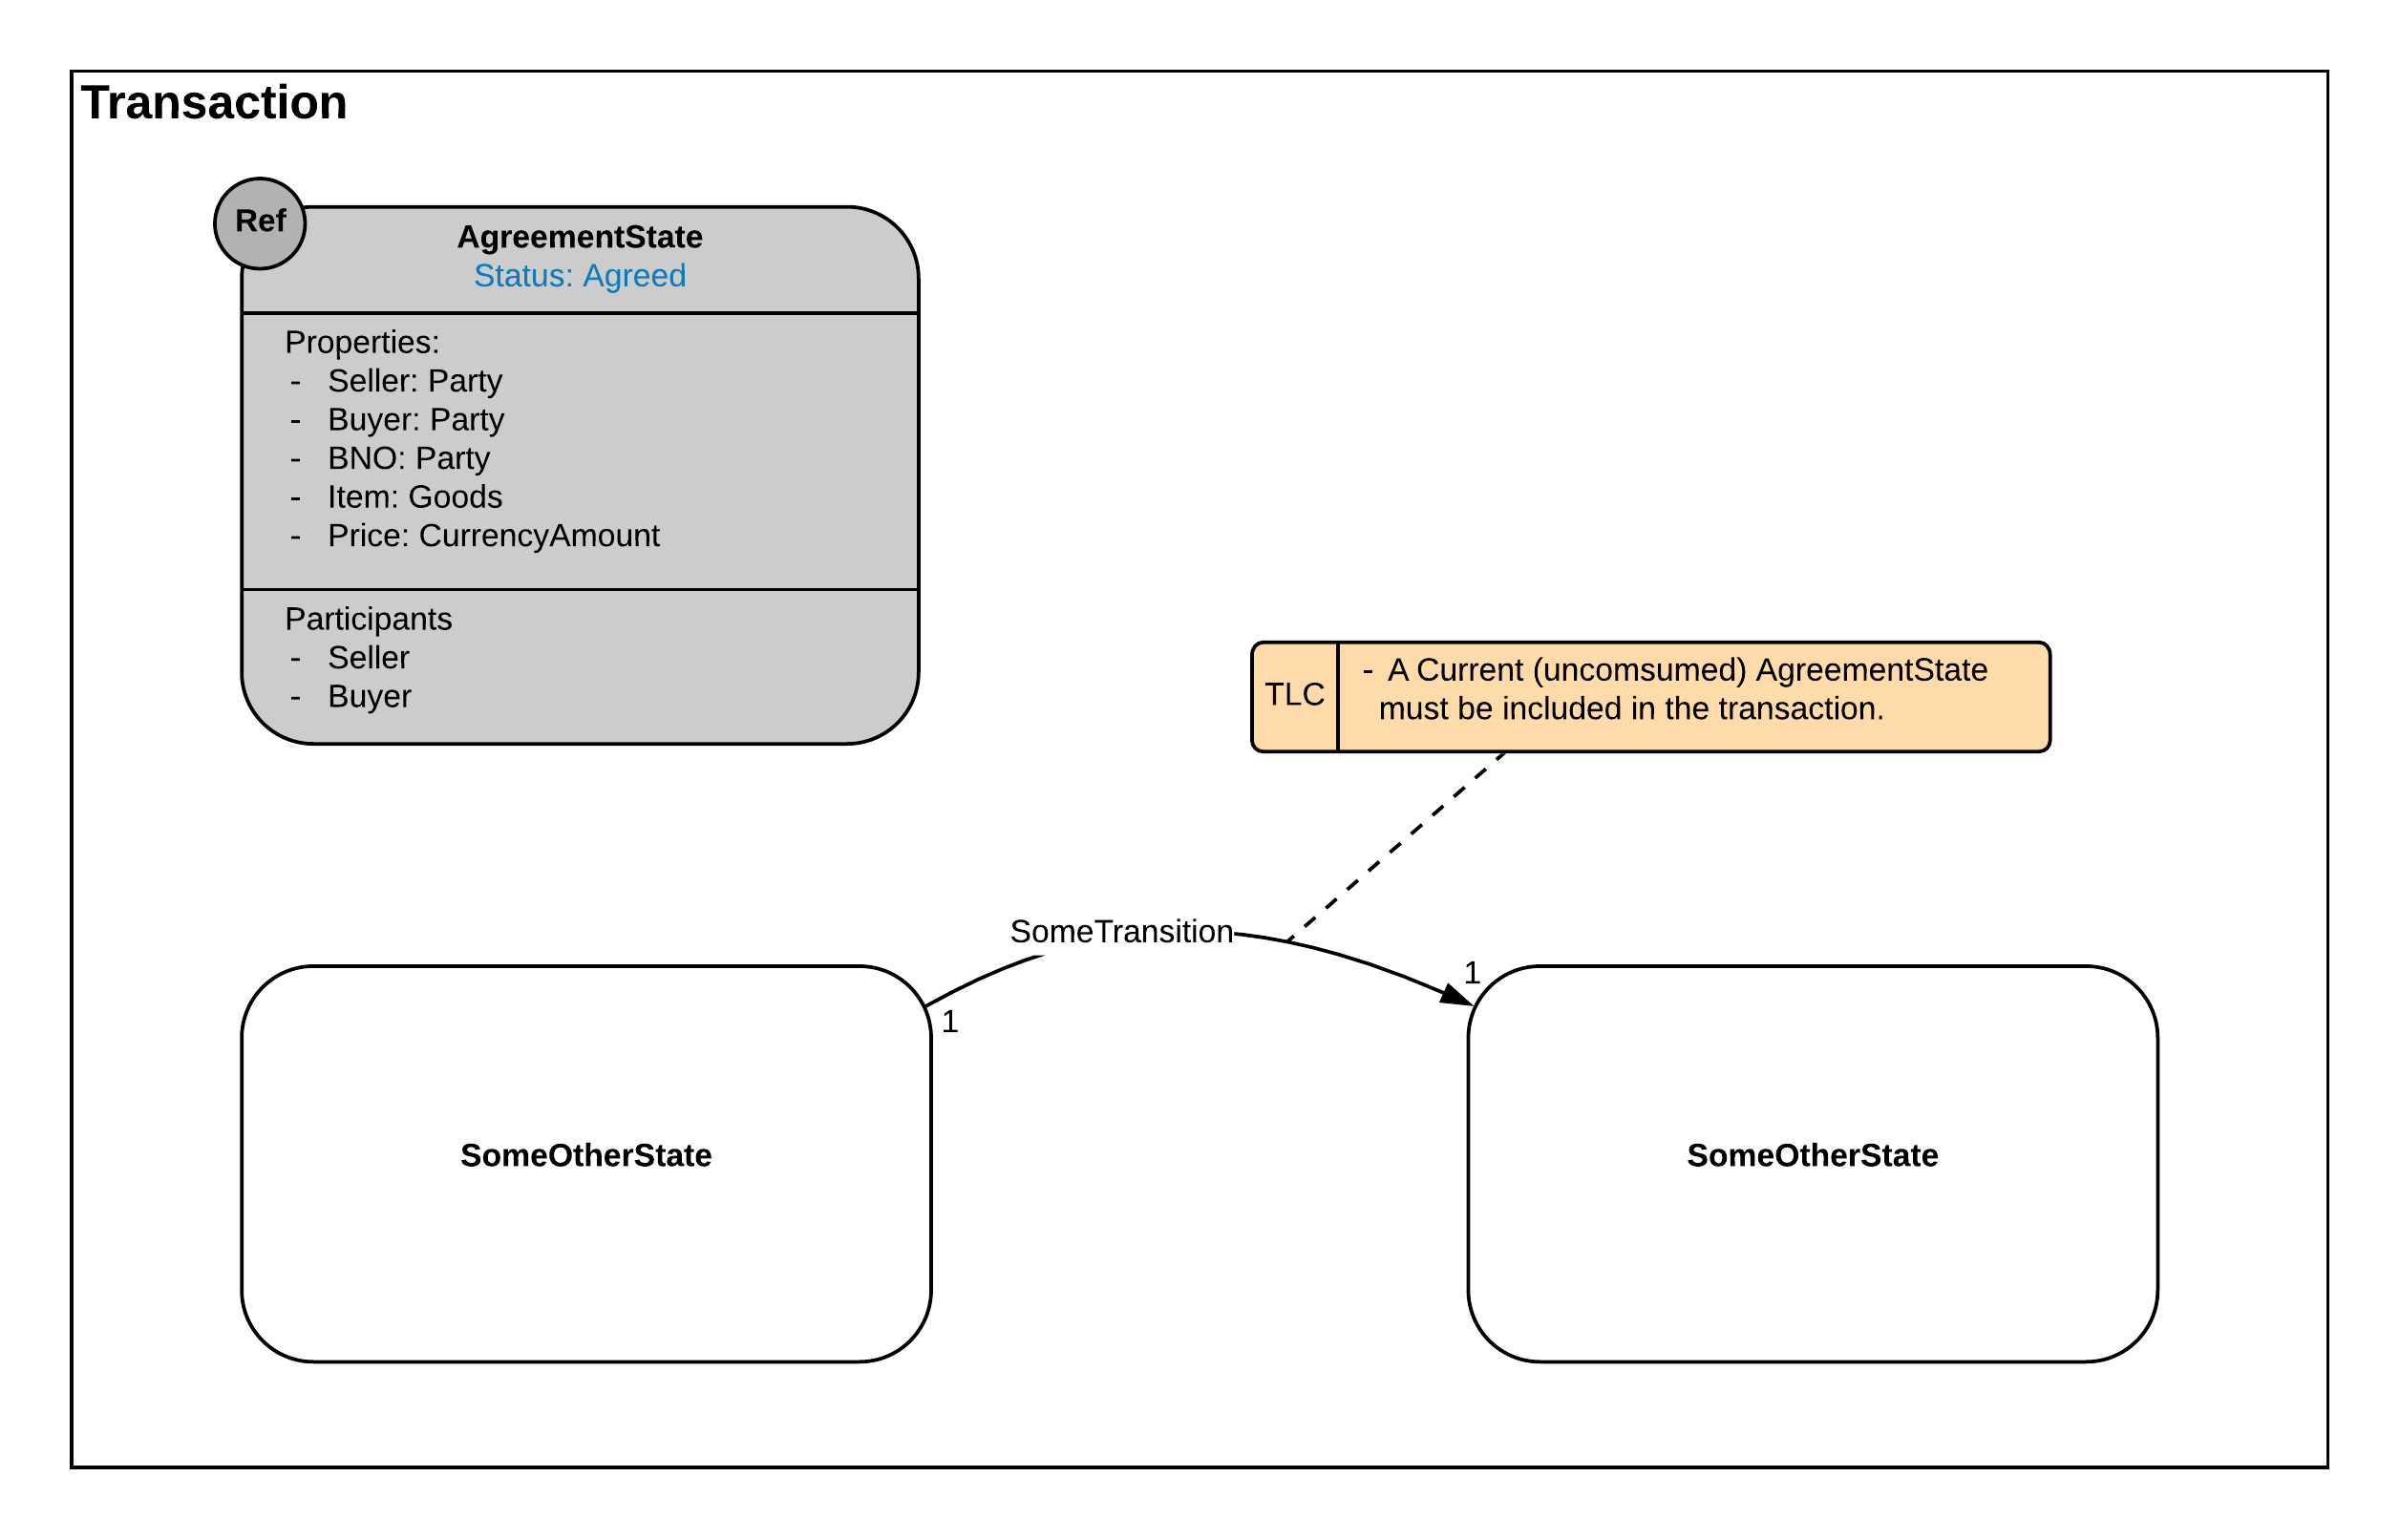 Transaction
Ref
AgreementState
Status: Agreed
Properties:
- Seller: Party
- Buyer: Party
- BNO: Party
- Item: Goods
- Price: CurrencyAmount
Participants
- Seller
- Buyer
TLC
- A Current (uncomsumed) AgreementState
must be included in the transaction.
SomeTransition
1
1
SomeOtherState
SomeOtherState